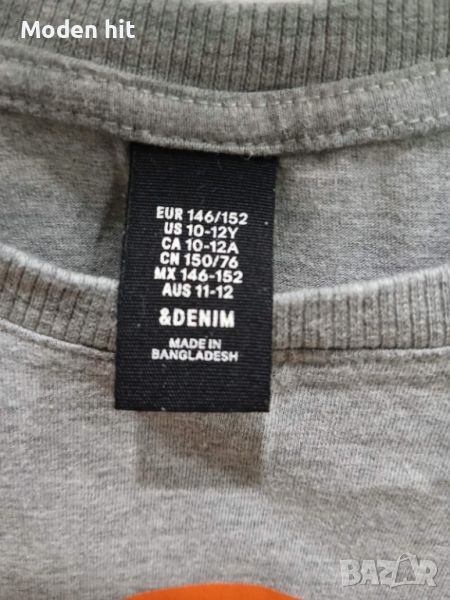 Moden hit
EUR 146/152
US 10-12Y
CA 10-12A
CN 150/76
MX 146-152
AUS 11-12
&DENIM
MADE IN
BANGLADESH
BAZAR